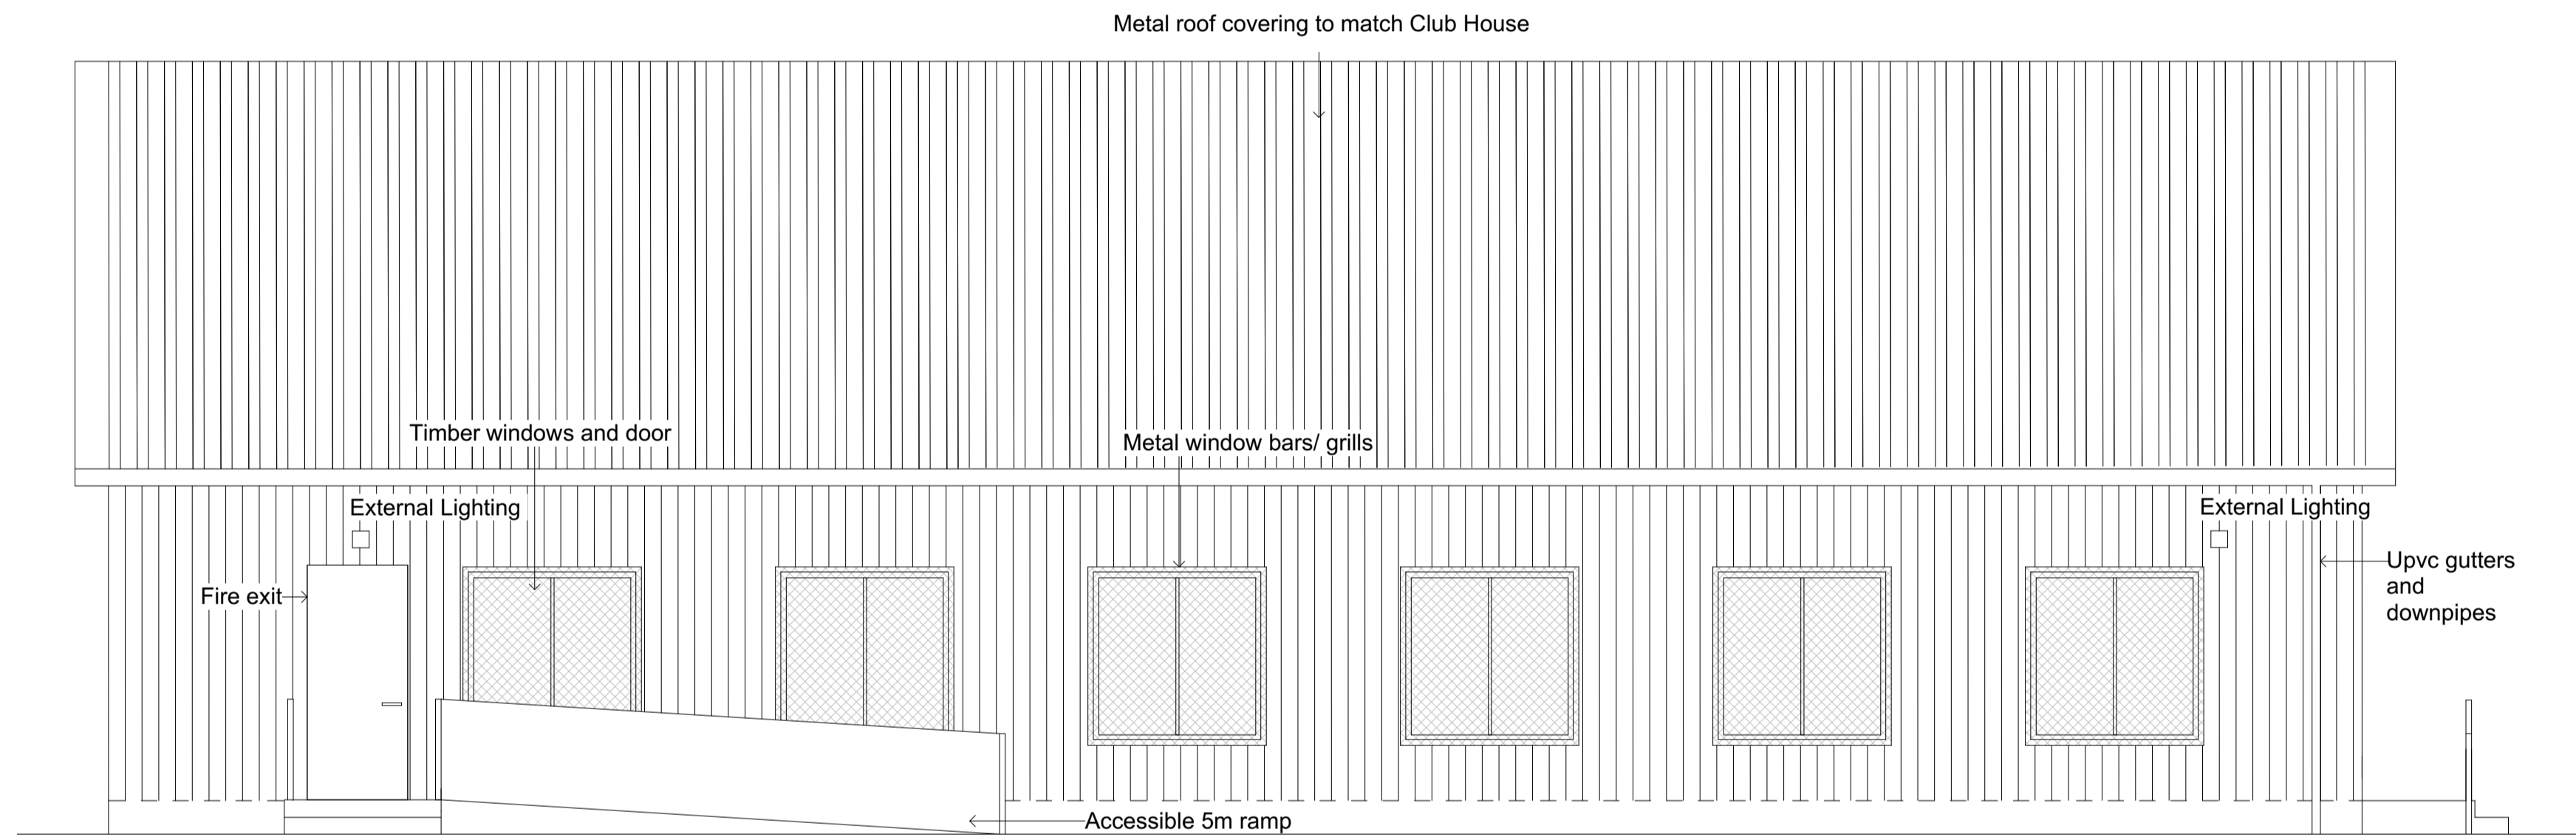 Metal roof covering to match Club House
Timber windows and door
Metal window bars/ grills
External Lighting
External Lighting
Fire exit
Upvc gutters
and
downpipes
Accessible 5m ramp